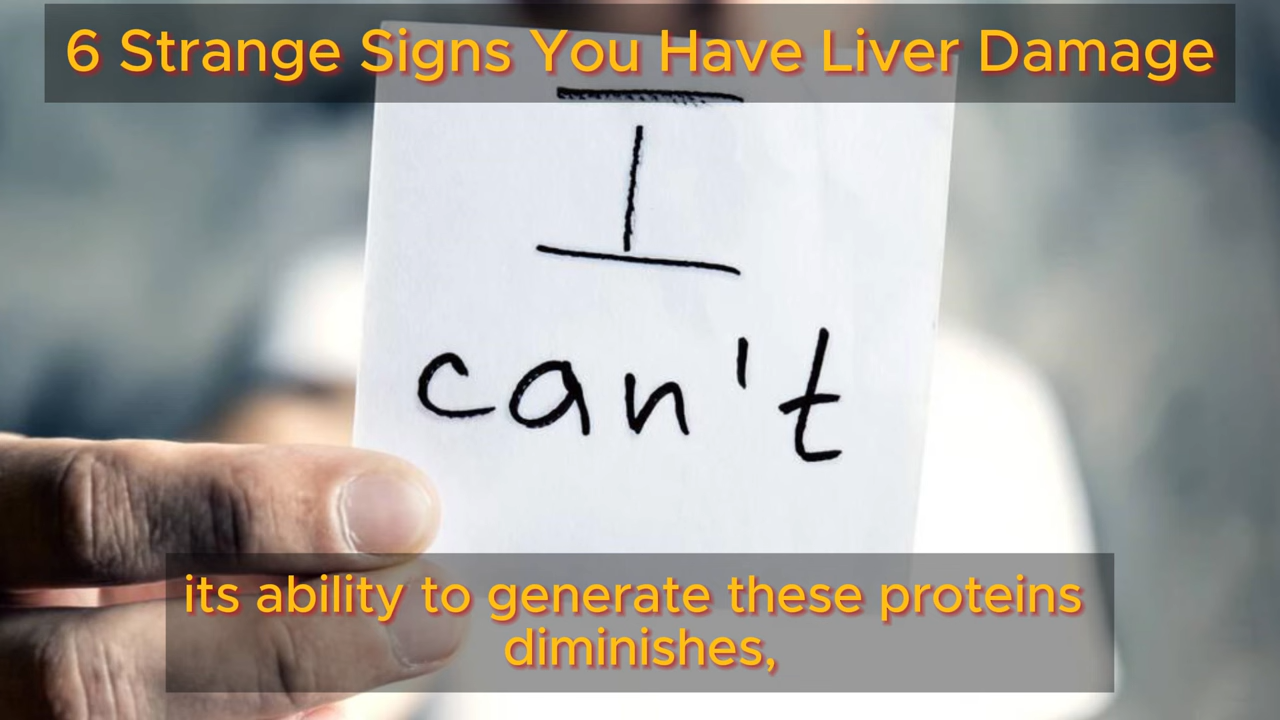 6 Strange Signs You Have Liver Damage
I
can't
its ability to generate these proteins
diminishes,